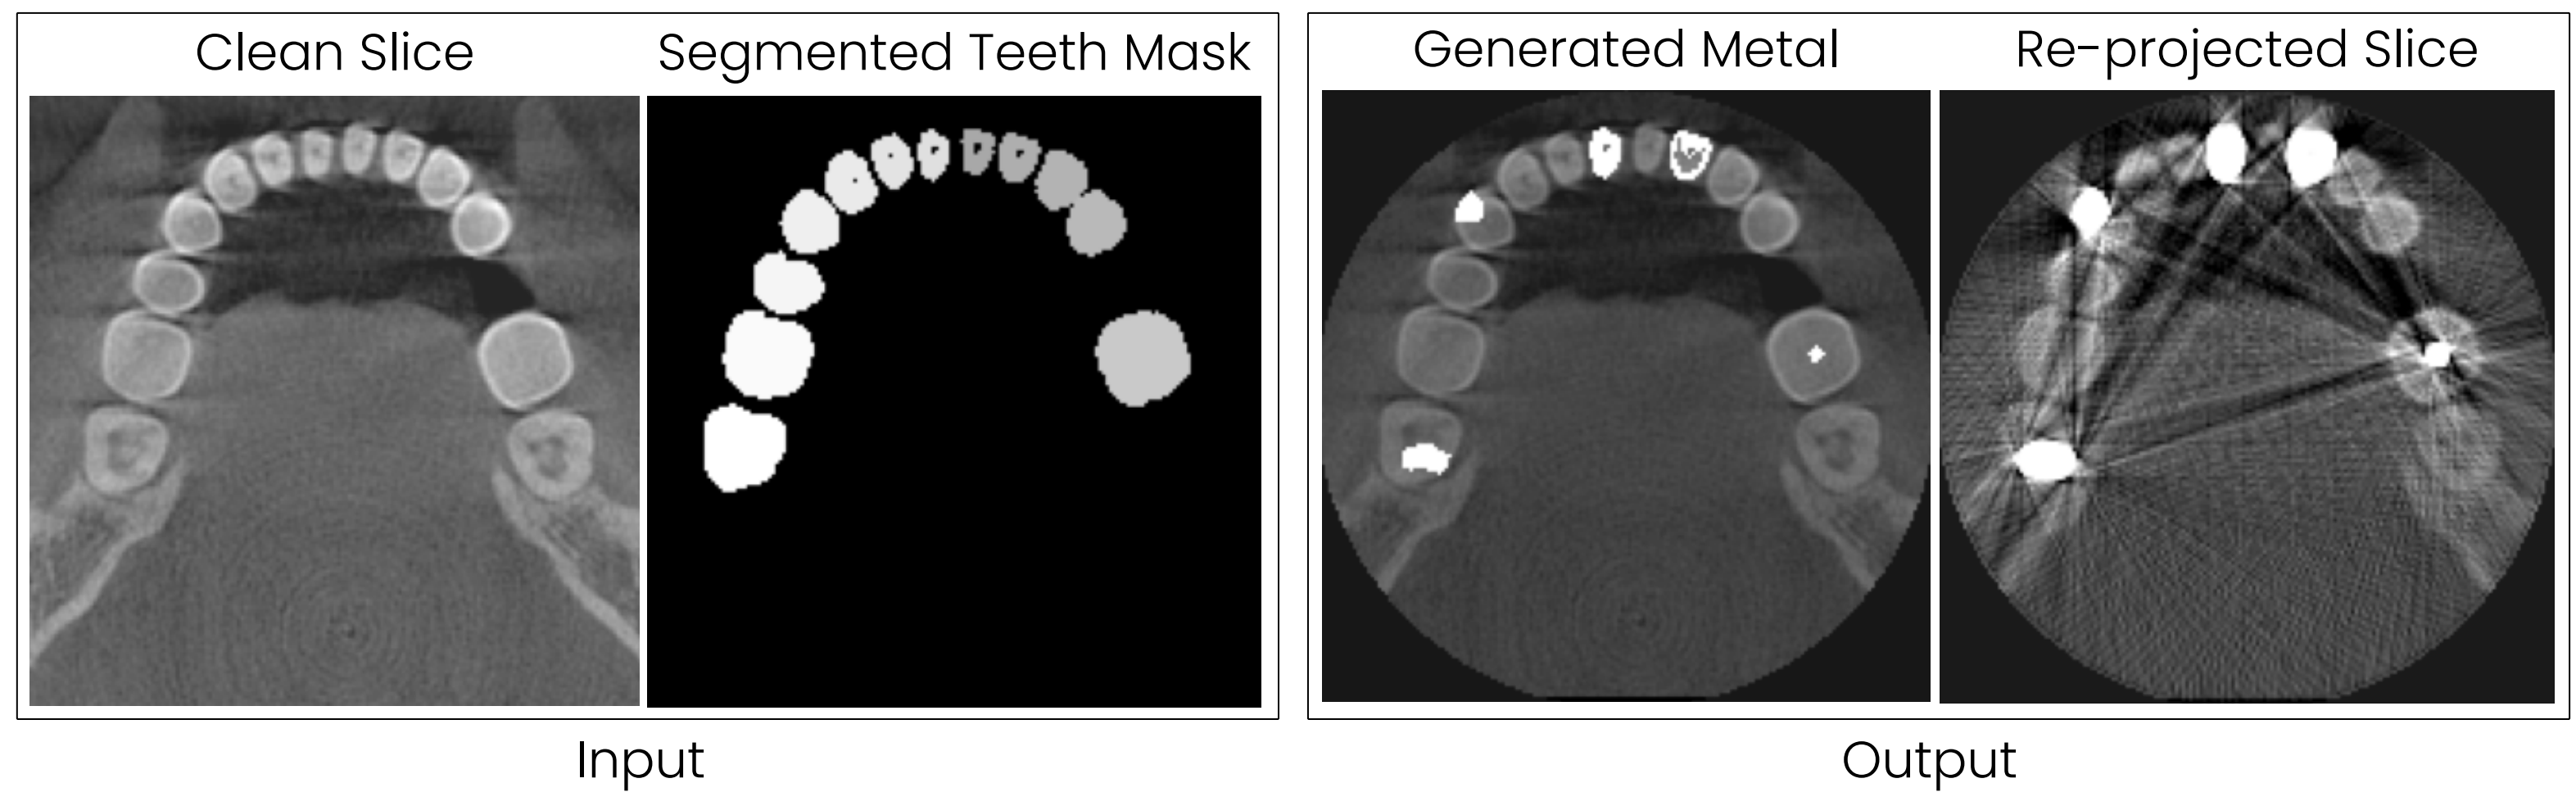 Clean Slice
Segmented Teeth Mask
Generated Metal
Re-projected Slice
Input
Output